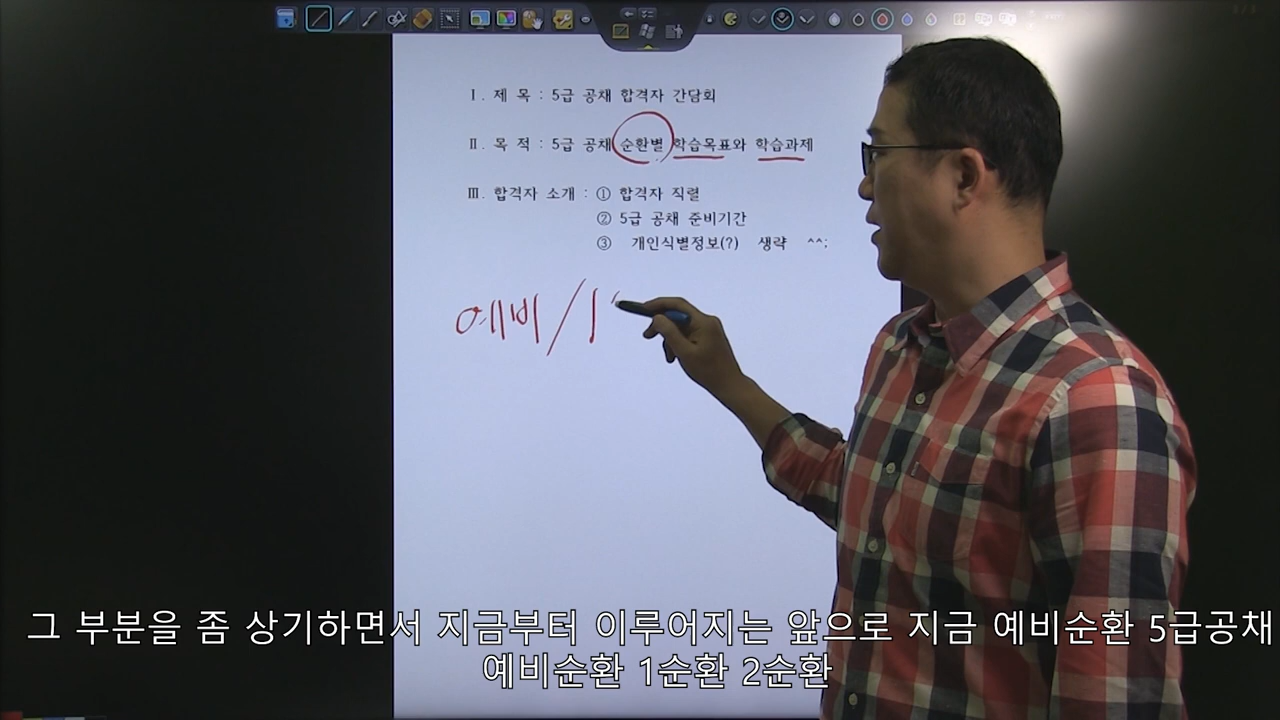 Ⅰ. 제 목 : 5급 공채 합격자 간담회
Ⅱ. 목 적 : 5급 공채 순환별 학습목표와 학습과제
Ⅲ. 합격자 소개 : ① 합격자 직렬
② 5급 공채 준비기간
③ 개인식별정보(?) 생략 ^^;
예비 / 1
그 부분을 좀 상기하면서 지금부터 이루어지는 앞으로 지금 예비순환 5급공채
예비순환 1순환 2순환